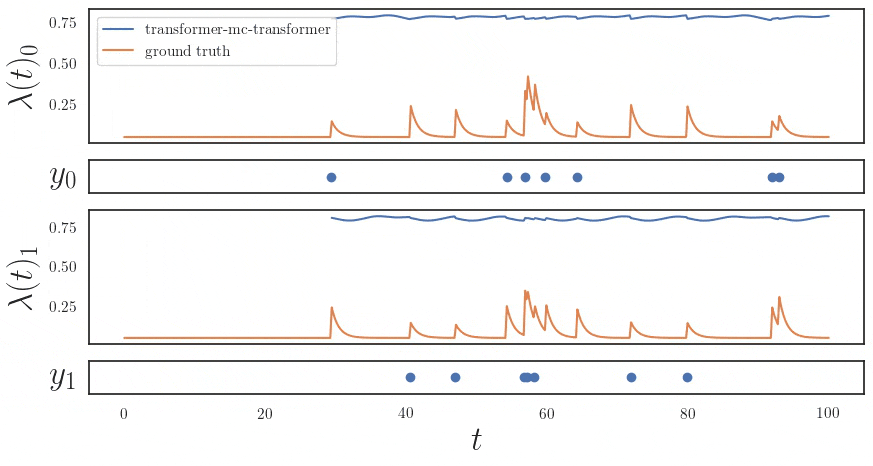 0.75
0.50
0.25
λ(t)₀
transformer-mc-transformer
ground truth
y₀
0.75
0.50
0.25
λ(t)₁
y₁
0 20 40 60 80 100
t